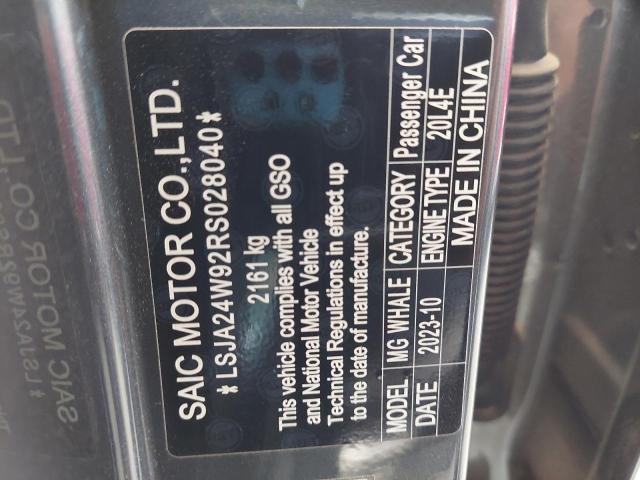 SAIC MOTOR CO.,LTD.
*LSJA24W92RS028040*
2161 kg
This vehicle complies with all GSO
and National Motor Vehicle
Technical Regulations in effect up
to the date of manufacture.
MODEL MG WHALE CATEGORY Passenger Car
DATE 2023-10 ENGINE TYPE 20L4E
MADE IN CHINA